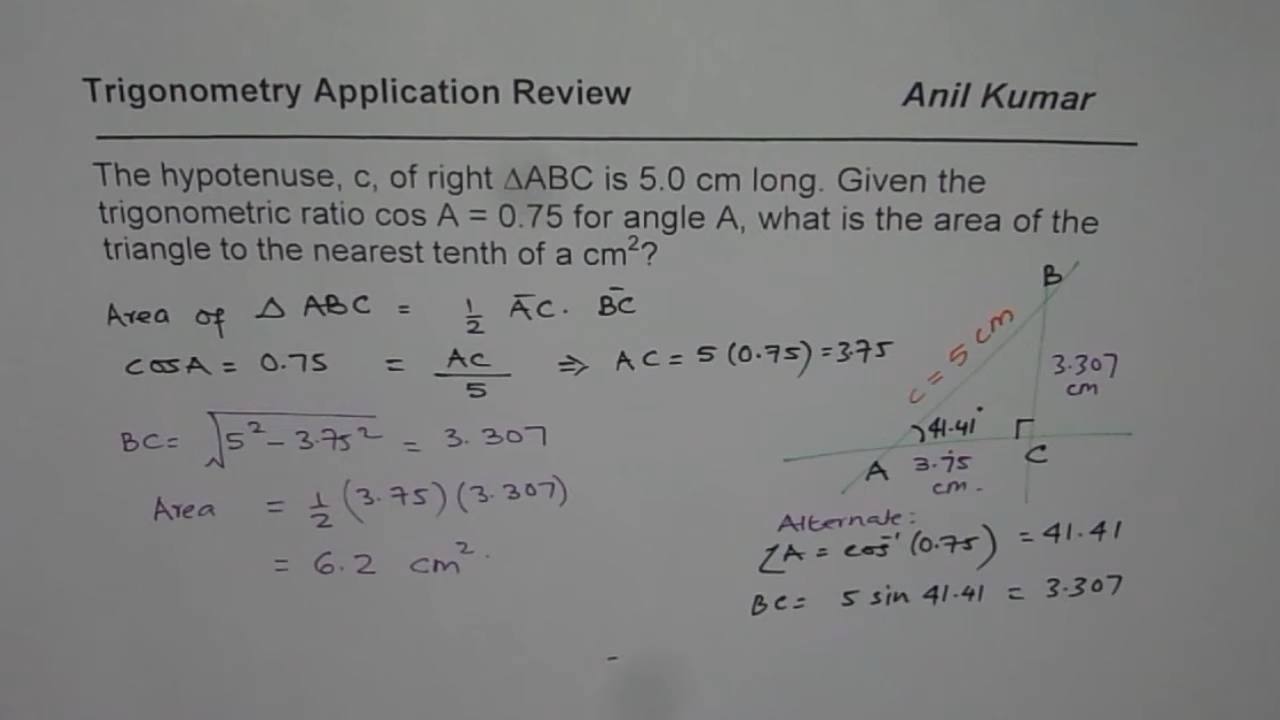 Trigonometry Application Review
Anil Kumar
The hypotenuse, c, of right △ABC is 5.0 cm long. Given the
trigonometric ratio cos A = 0.75 for angle A, what is the area of the
triangle to the nearest tenth of a cm²?
Area of △ ABC = 1/2 A̅C. B̅C
cosA = 0.75 = AC/5 ⇒ AC = 5 (0.75) = 3.75
BC = √(5² - 3.75²) = 3.307
Area = 1/2 (3.75) (3.307)
= 6.2 cm².
B
c = 5 cm
3.307
cm
41.41°
A
C
3.75
cm.
Alternate:
∠A = cos⁻¹ (0.75) = 41.41
BC = 5 sin 41.41 = 3.307